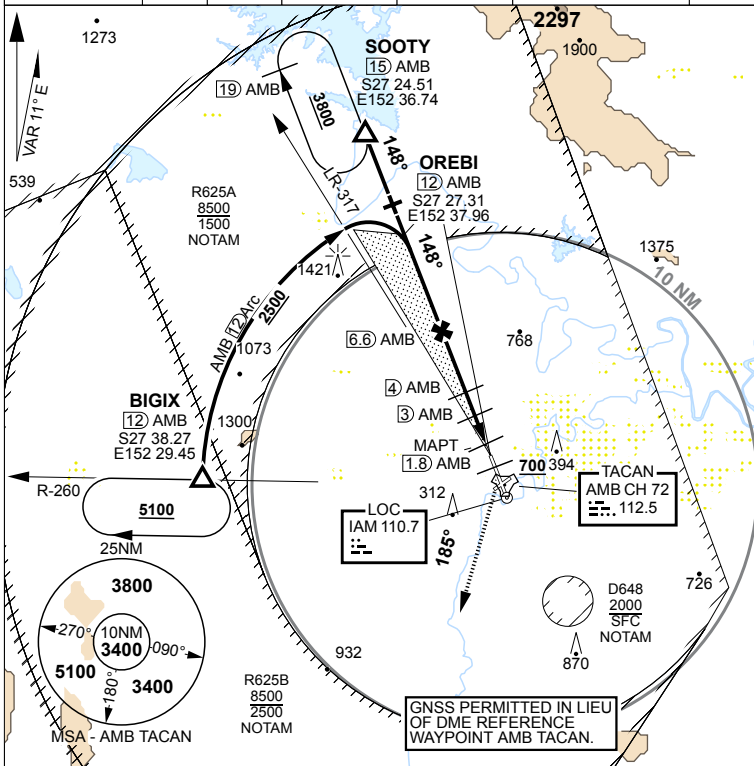 2297
1273
1900
SOOTY
15 AMB
S27 24.51
E152 36.74
19 AMB
3800
VAR 11° E
148°
OREBI
12 AMB
S27 27.31
E152 37.96
539
R625A
8500
1500
NOTAM
LR-317
148°
1375
10 NM
1421
2500
AMB 12 Arc
6.6 AMB
768
1073
4 AMB
3 AMB
BIGIX
12 AMB
S27 38.27
E152 29.45
1300
MAPT
1.8 AMB
700
394
R-260
5100
312
TACAN
AMB CH 72
112.5
LOC
IAM 110.7
185°
25NM
3800
10NM
3400
270°
090°
5100
180°
3400
MSA - AMB TACAN
D648
2000
SFC
NOTAM
726
870
932
R625B
8500
2500
NOTAM
GNSS PERMITTED IN LIEU
OF DME REFERENCE
WAYPOINT AMB TACAN.